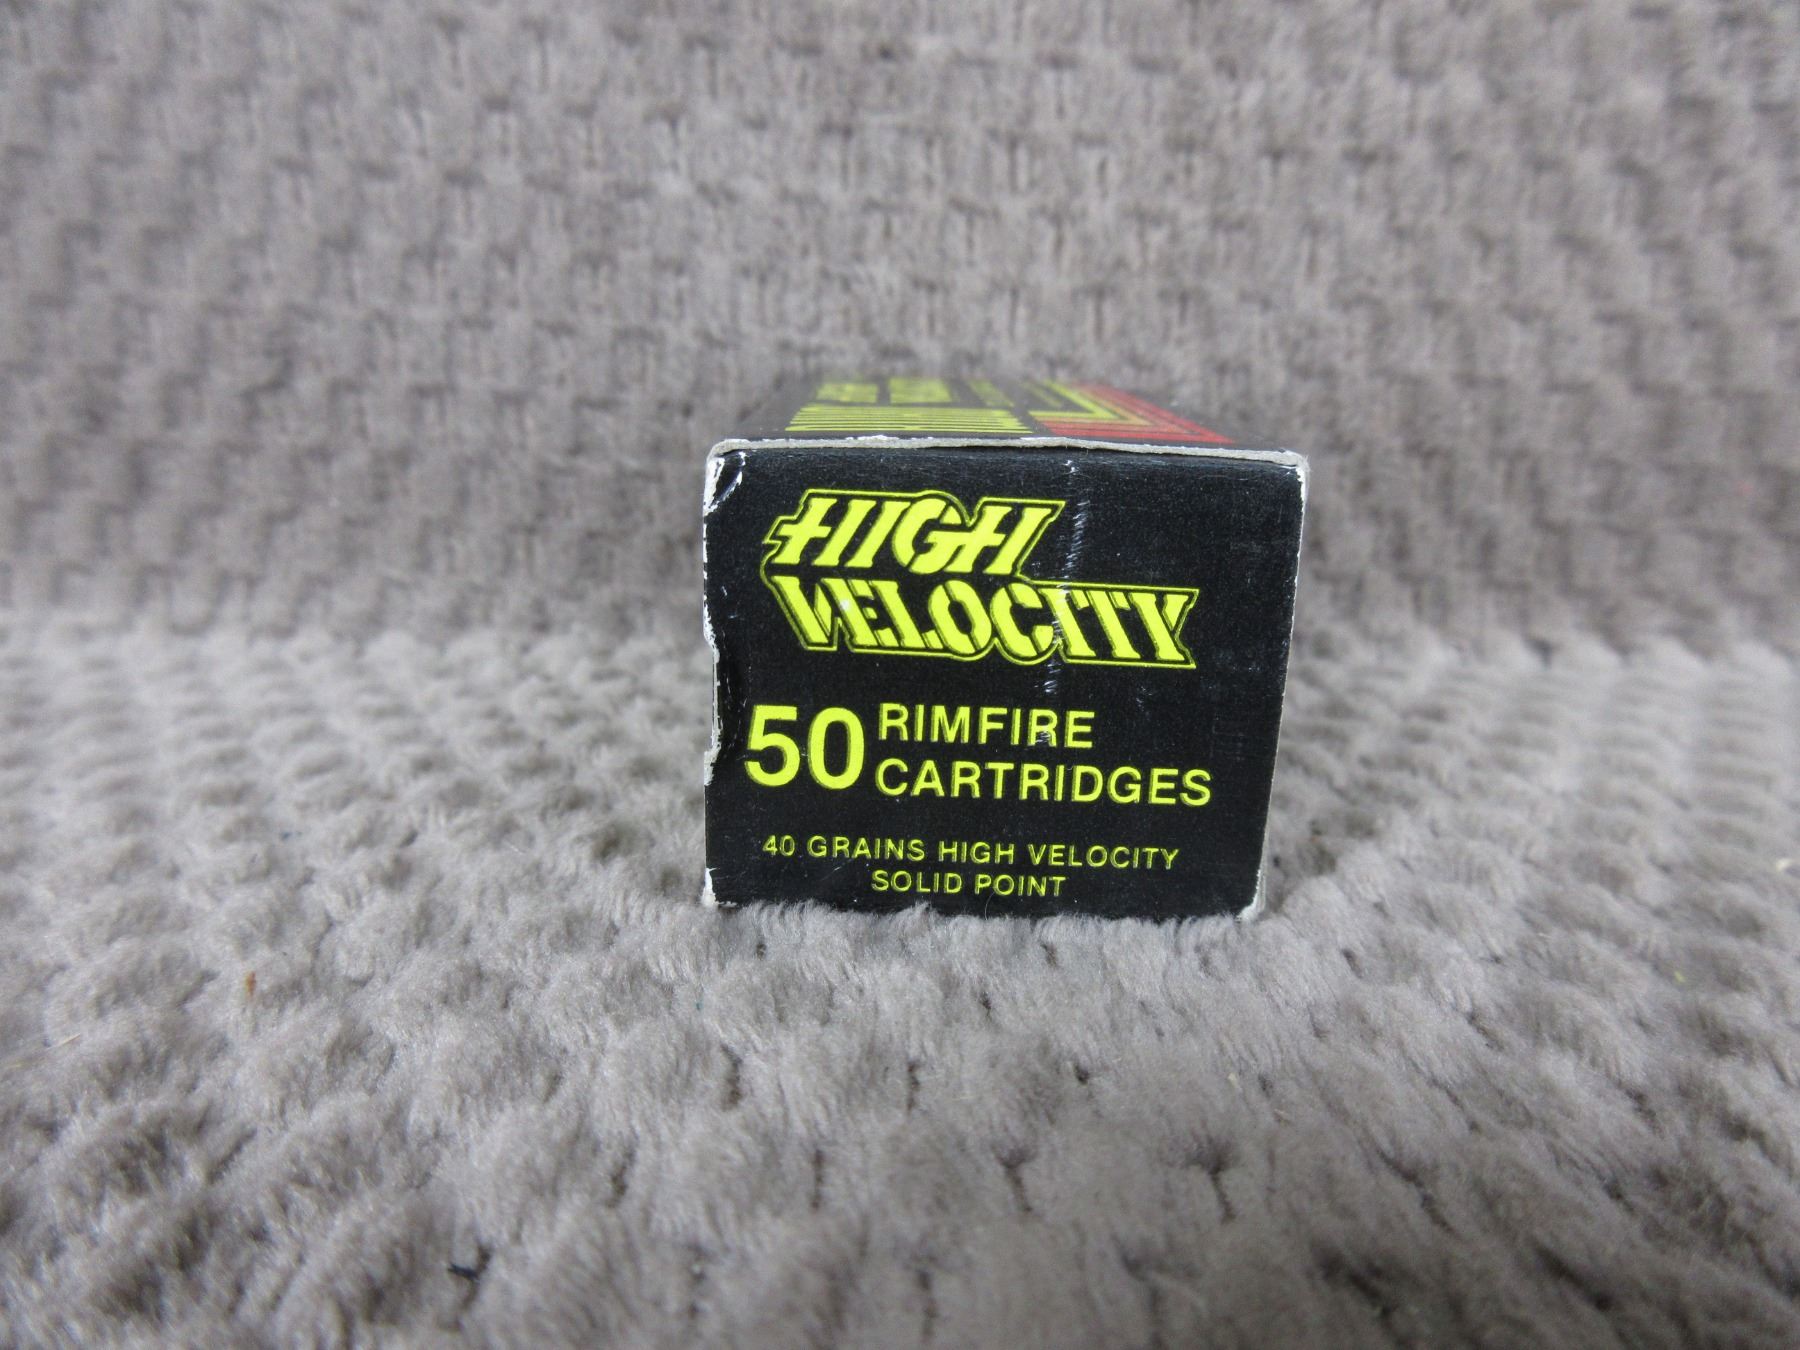 HIGH
VELOCITY
50 RIMFIRE
CARTRIDGES
40 GRAINS HIGH VELOCITY
SOLID POINT